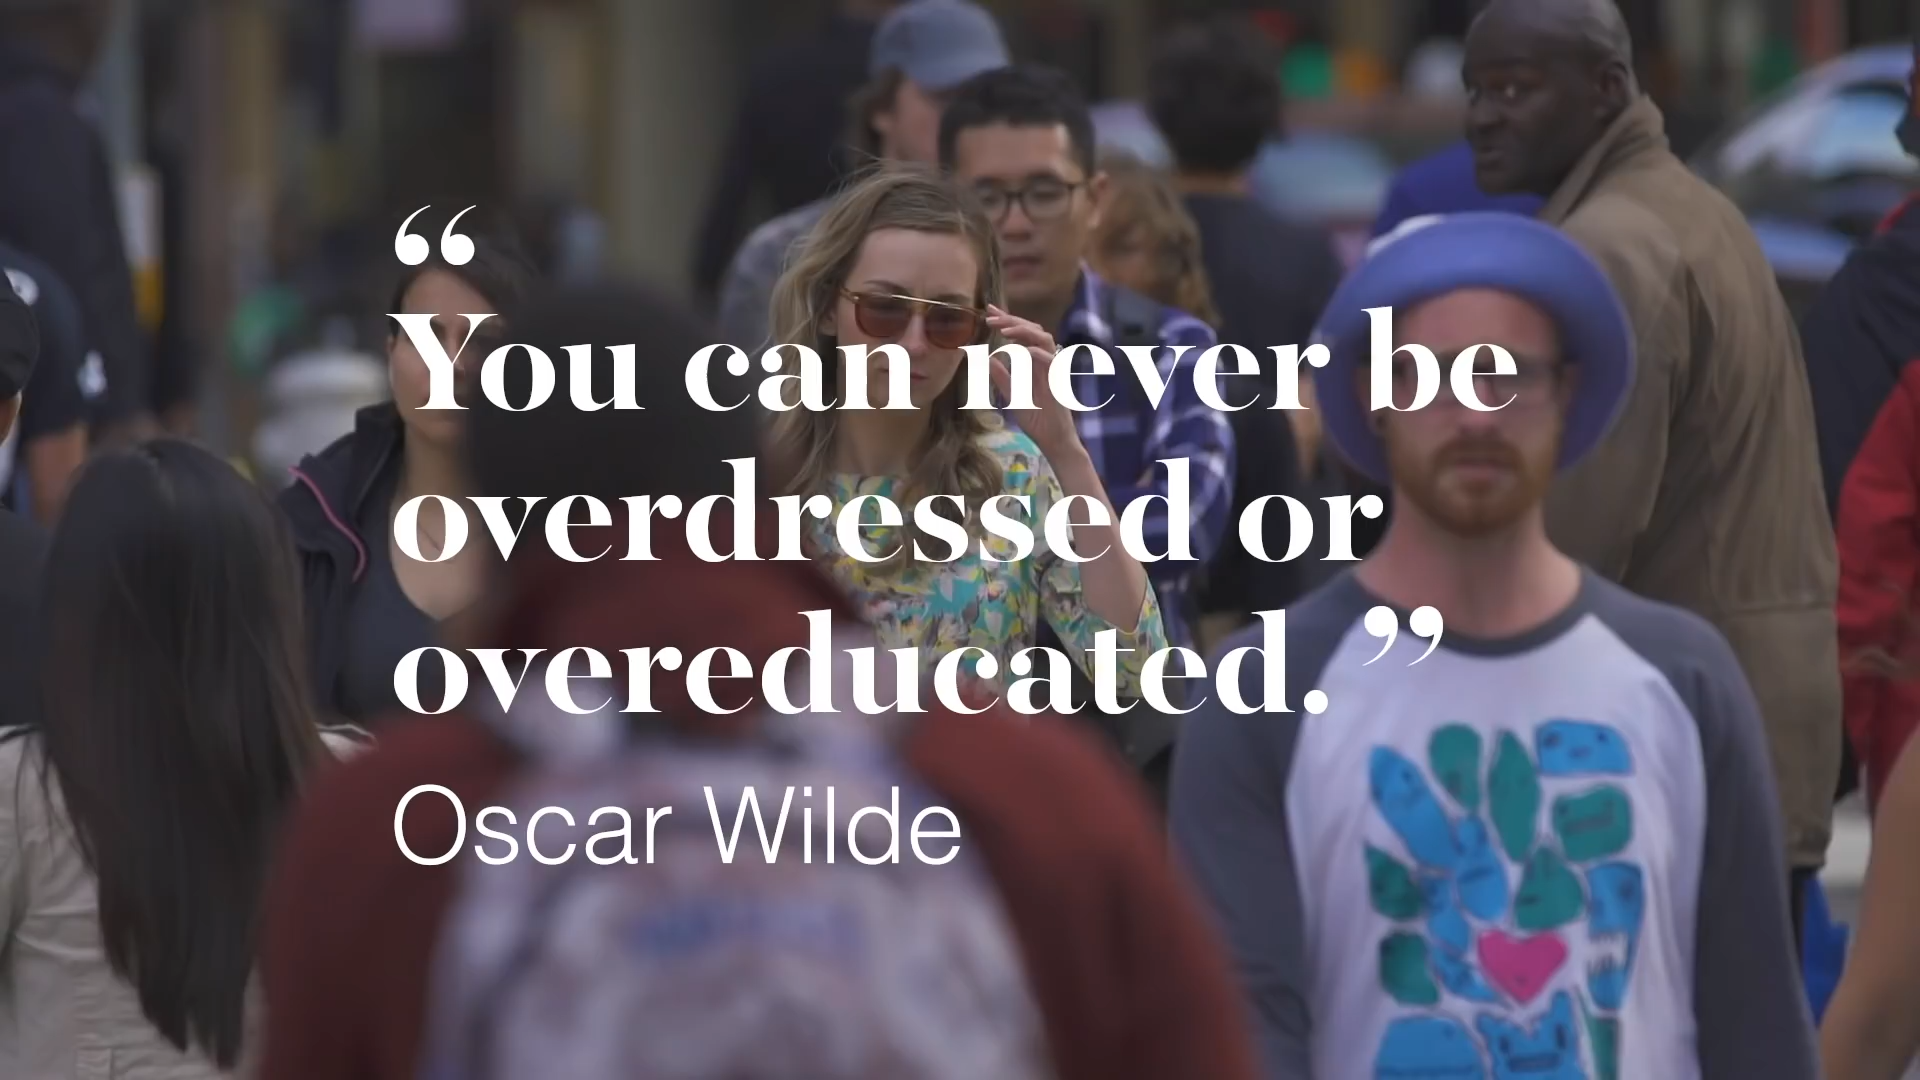 “
You can never be
overdressed or
overeducated.”
Oscar Wilde